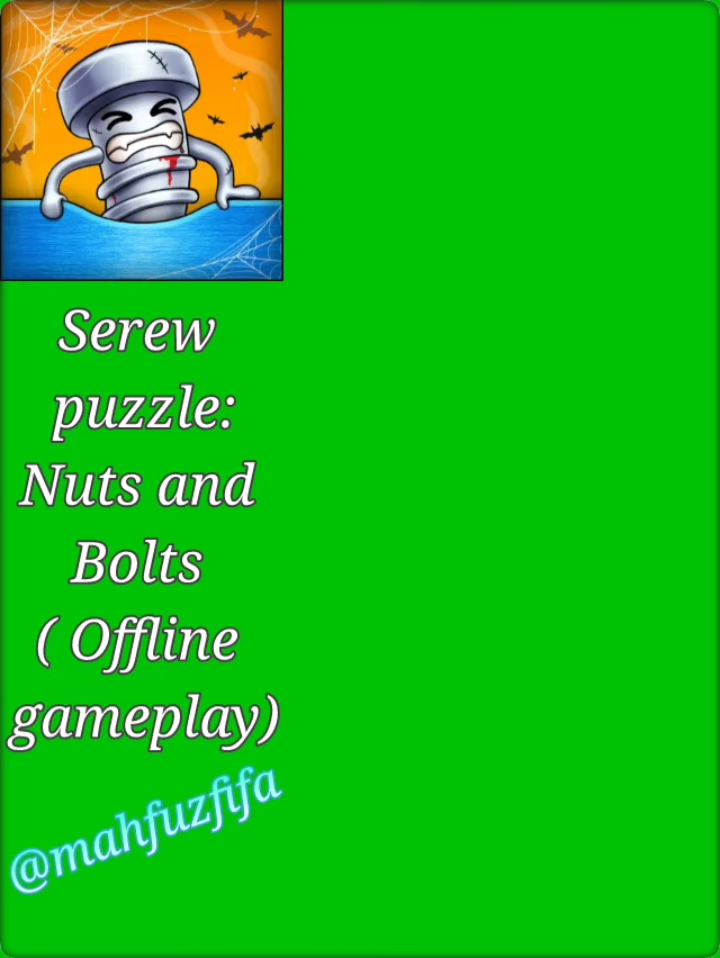 Serew
puzzle:
Nuts and
Bolts
( Offline
gameplay)
@mahfuzfifa